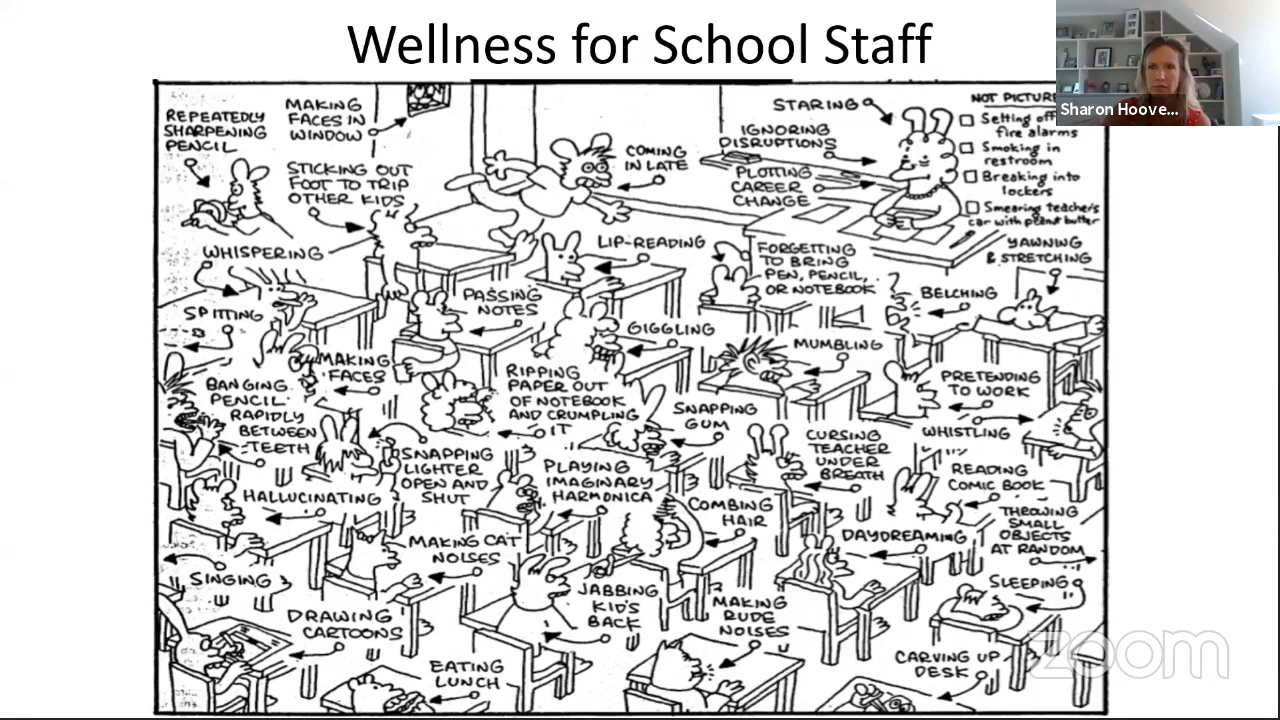 Wellness for School Staff
Sharon Hoove...
REPEATEDLY
SHARPENING
PENCIL
MAKING
FACES IN
WINDOW
STICKING OUT
FOOT TO TRIP
OTHER KIDS
COMING
IN LATE
STARING
IGNORING
DISRUPTIONS
PLOTTING
CAREER
CHANGE
NOT
Setting off
fire alarms
Smoking in
restroom
Breaking into
lockers
Smearing teacher's
car with peanut butter
WHISPERING
LIP-READING
FORGETTING
TO BRING
PEN, PENCIL,
OR NOTEBOOK
YAWNING
& STRETCHING
SPITTING
PASSING
NOTES
GIGGLING
BELCHING
MUMBLING
MAKING
FACES
BANGING
PENCIL
RAPIDLY
BETWEEN
TEETH
RIPPING
PAPER OUT
OF NOTEBOOK
AND CRUMPLING
IT
SNAPPING
GUM
PRETENDING
TO WORK
WHISTLING
SNAPPING
LIGHTER
OPEN AND
SHUT
PLAYING
IMAGINARY
HARMONICA
CURSING
TEACHER
UNDER
BREATH
READING
COMIC BOOK
HALLUCINATING
COMBING
HAIR
THROWING
SMALL
OBJECTS
AT RANDOM
MAKING CAT
NOISES
DAYDREAMING
SINGING
JABBING
KID'S
BACK
MAKING
RUDE
NOISES
SLEEPING
DRAWING
CARTOONS
EATING
LUNCH
CARVING UP
DESK
zoom